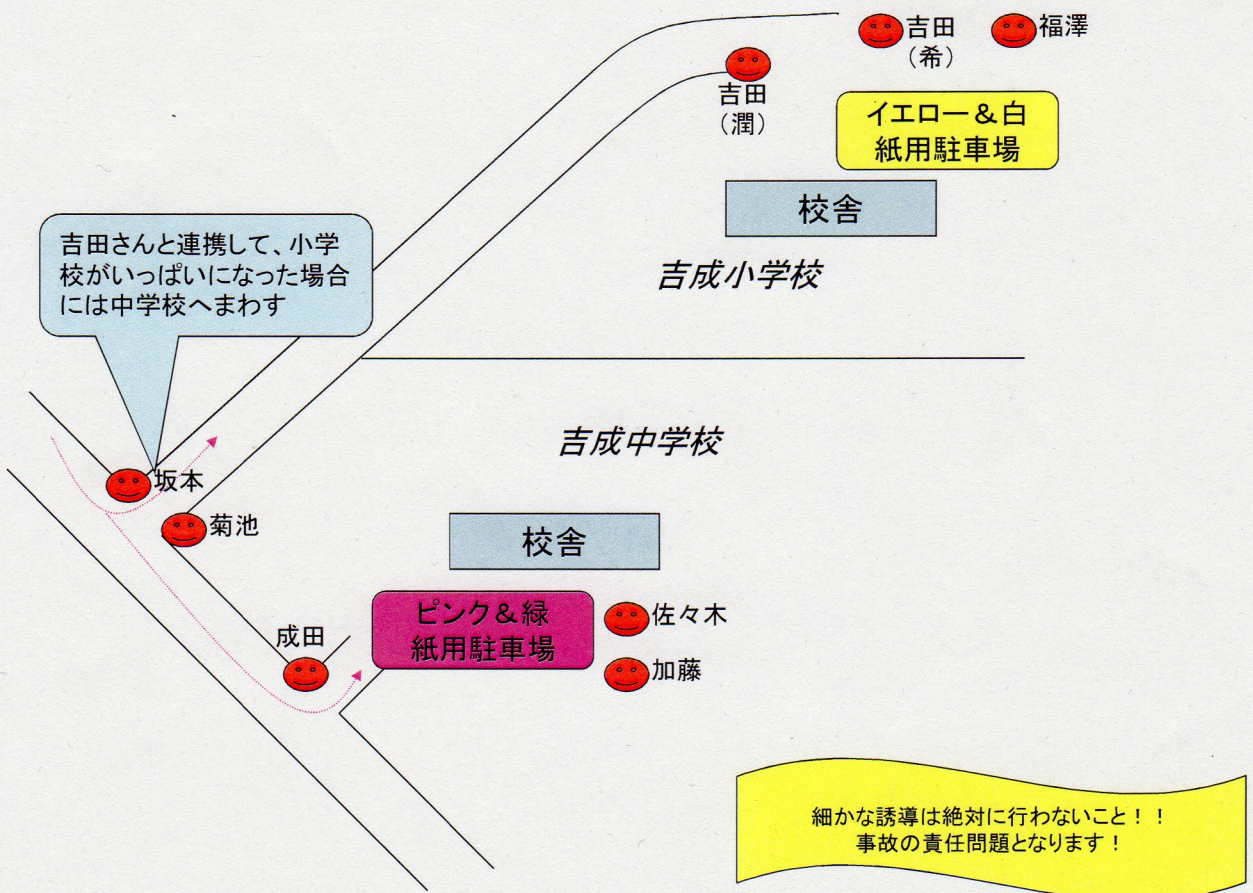 吉田
（希）
福澤
吉田
（潤）
イエロー＆白
紙用駐車場
校舎
吉成小学校
吉田さんと連携して、小学
校がいっぱいになった場合
には中学校へまわす
吉成中学校
坂本
菊池
校舎
ピンク＆緑
紙用駐車場
佐々木
成田
加藤
細かな誘導は絶対に行わないこと！！
事故の責任問題となります！